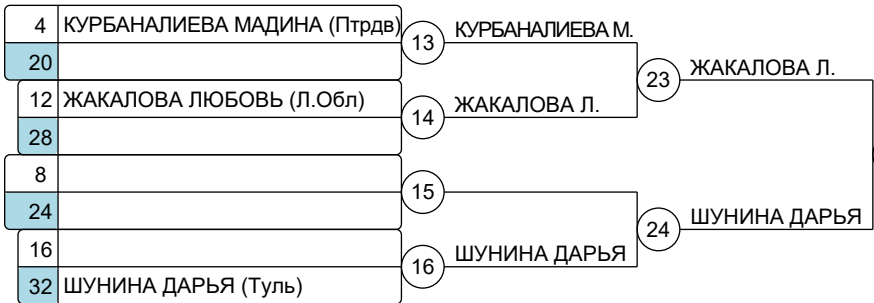 4 КУРБАНАЛИЕВА МАДИНА (Птрдв)
13 КУРБАНАЛИЕВА М.
20
23 ЖАКАЛОВА Л.
12 ЖАКАЛОВА ЛЮБОВЬ (Л.Обл)
14 ЖАКАЛОВА Л.
28
8
15
24
24 ШУНИНА ДАРЬЯ
16
16 ШУНИНА ДАРЬЯ
32 ШУНИНА ДАРЬЯ (Туль)